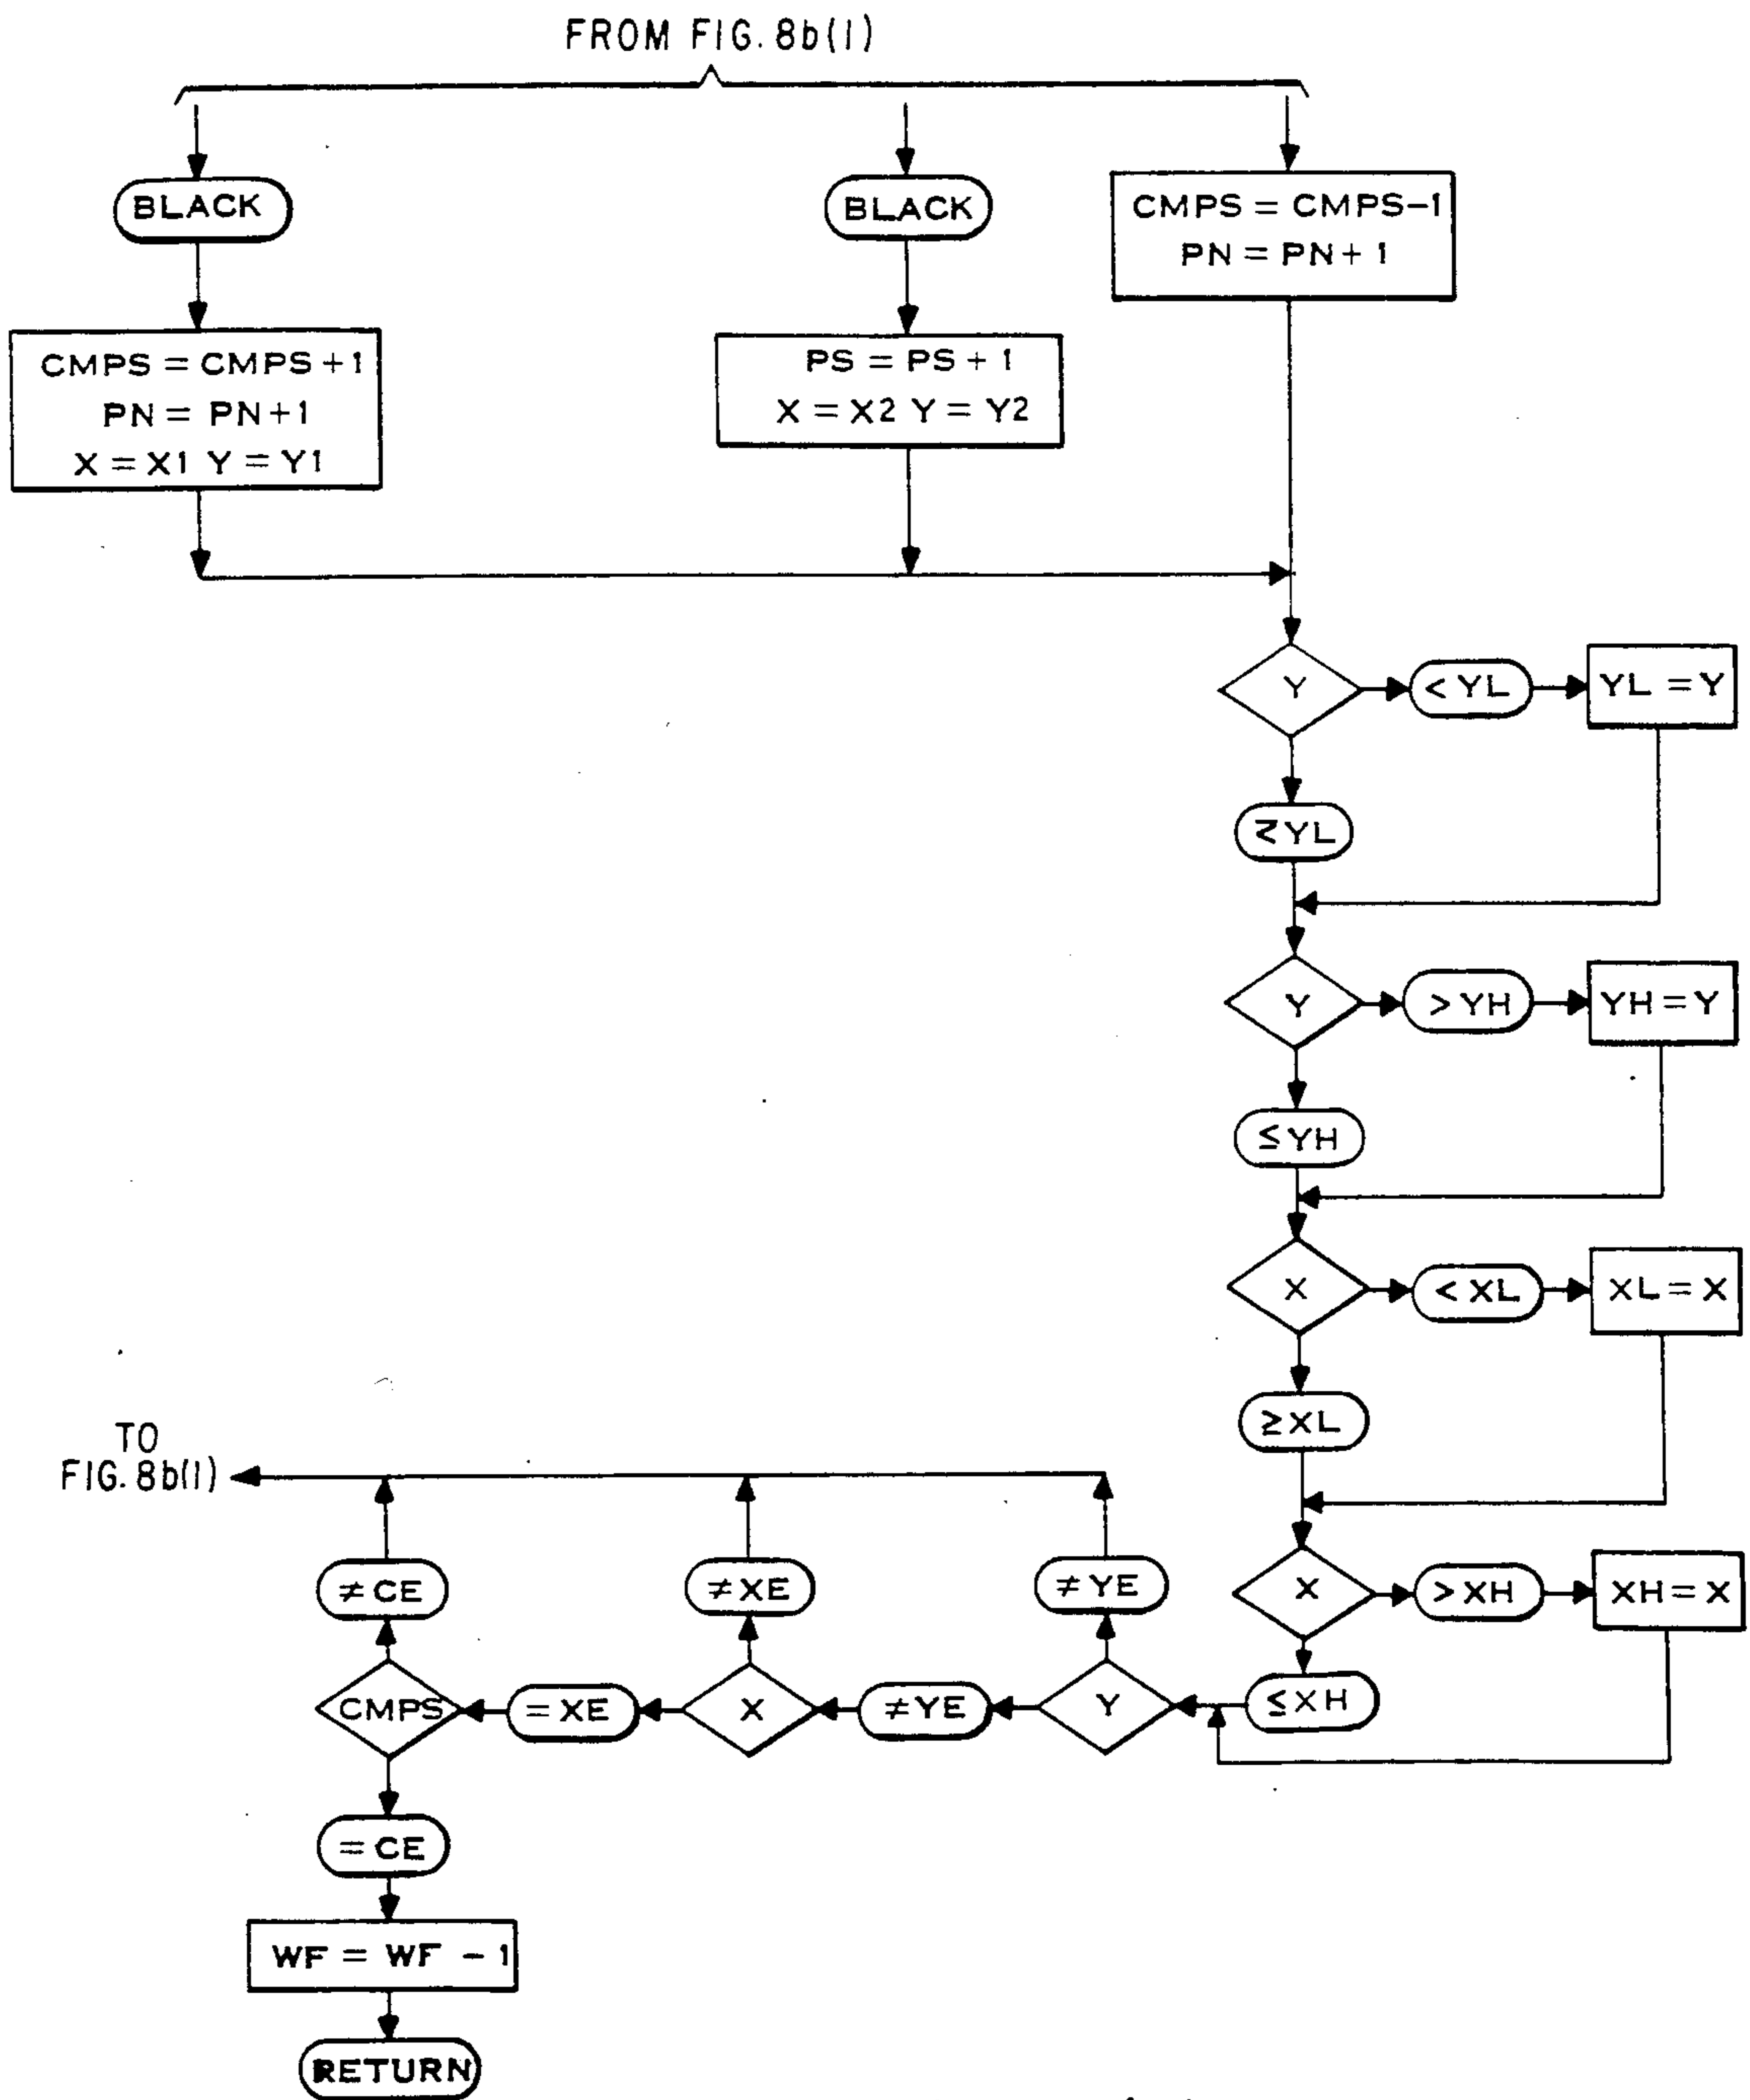 FROM FIG. 8b(1)
BLACK
BLACK
CMPS = CMPS-1
PN = PN + 1
CMPS = CMPS + 1
PN = PN + 1
X = X1 Y = Y1
PS = PS + 1
X = X2 Y = Y2
Y
< YL
YL = Y
YL
Y
> YH
YH = Y
≤ YH
X
< XL
XL = X
≥ XL
TO
FIG. 8b(1)
≠ CE
≠ XE
≠ YE
X
> XH
XH = X
CMPS
= XE
X
≠ YE
Y
≤ XH
= CE
WF = WF - 1
RETURN